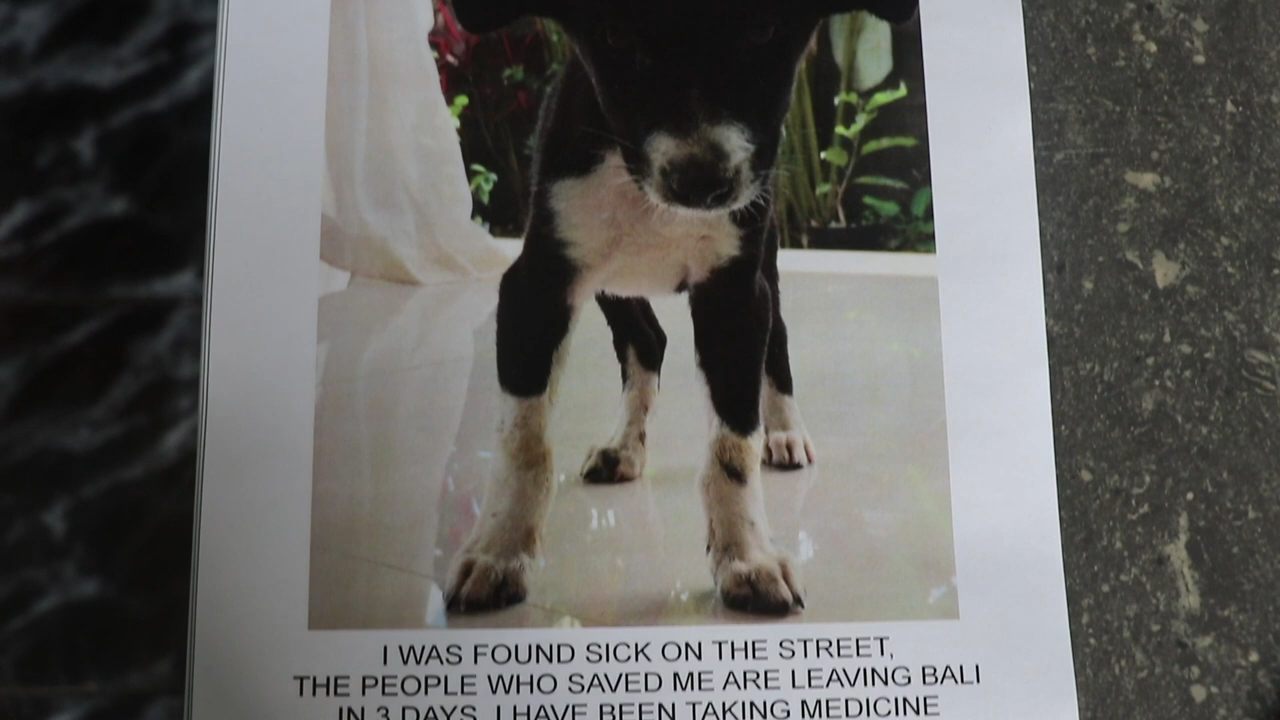 I WAS FOUND SICK ON THE STREET,
THE PEOPLE WHO SAVED ME ARE LEAVING BALI
IN 3 DAYS. I HAVE BEEN TAKING MEDICINE